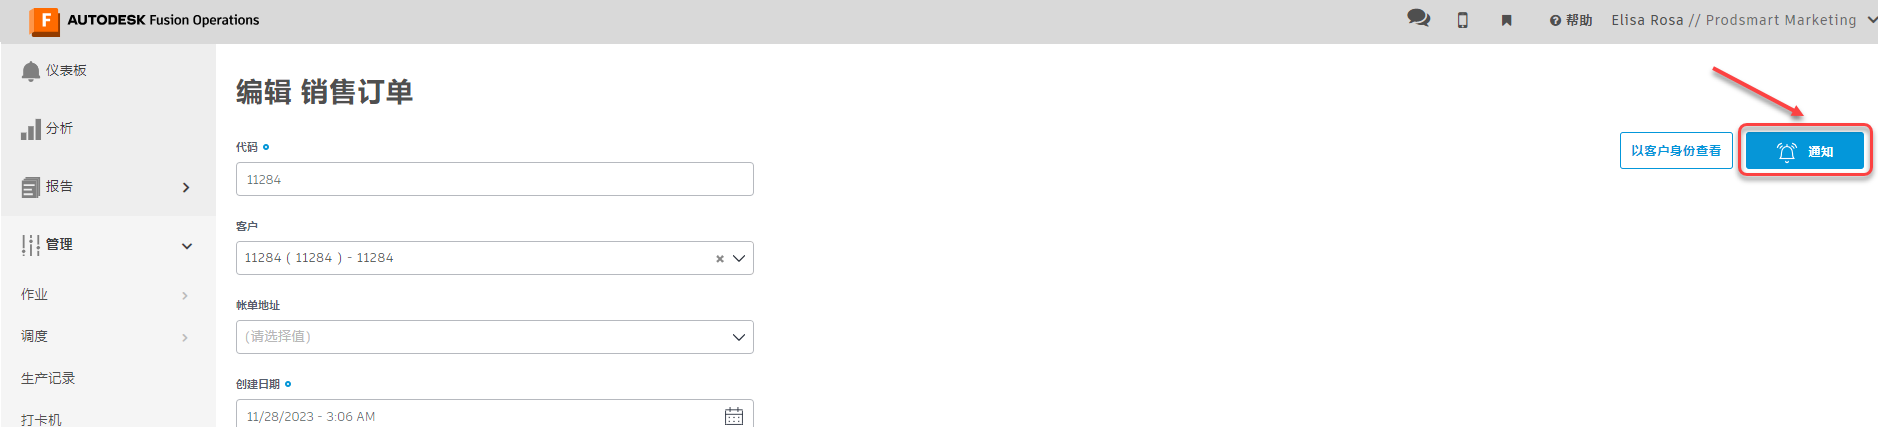 F AUTODESK Fusion Operations
帮助 Elisa Rosa // Prodsmart Marketing
仪表板
分析
报告
管理
作业
调度
生产记录
打卡机
编辑 销售订单
代码
11284
客户
11284 ( 11284 ) - 11284
帐单地址
(请选择值)
创建日期
11/28/2023 - 3:06 AM
以客户身份查看
通知